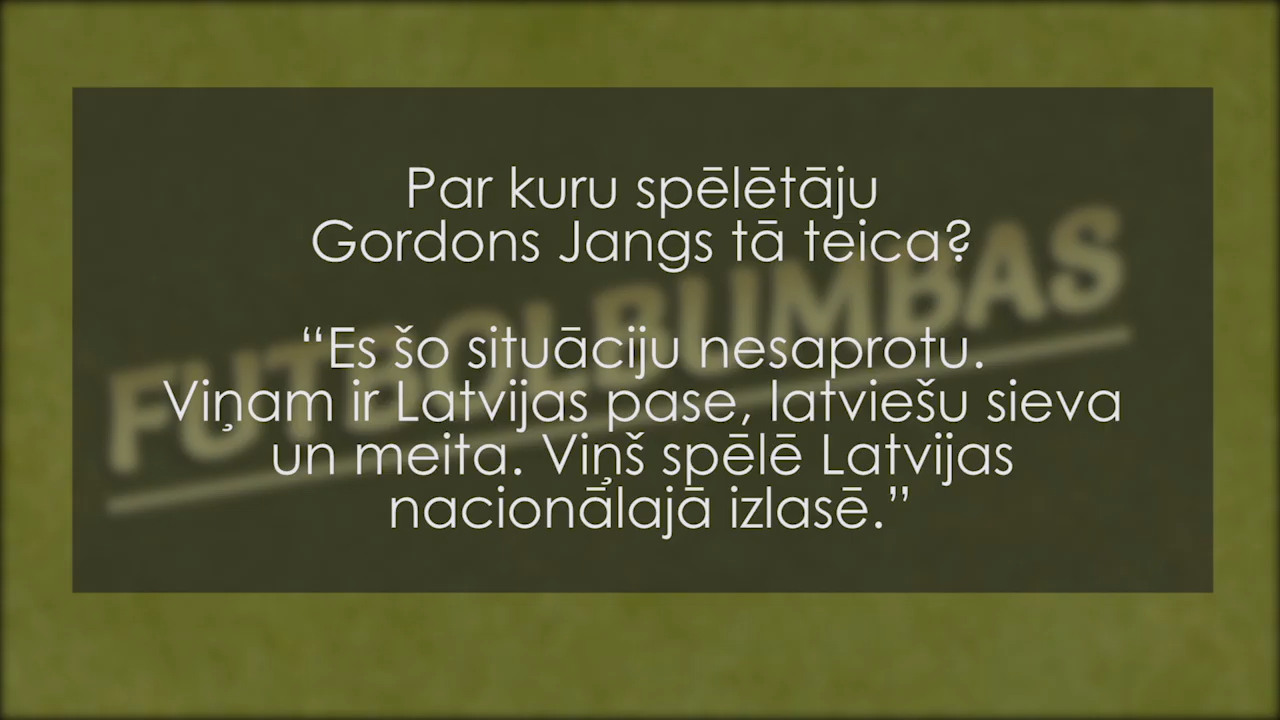 Par kuru spēlētāju
Gordons Jangs tā teica?
FUTBOLBUMBAS
“Es šo situāciju nesaprotu.
Viņam ir Latvijas pase, latviešu sieva
un meita. Viņš spēlē Latvijas
nacionālajā izlasē.”